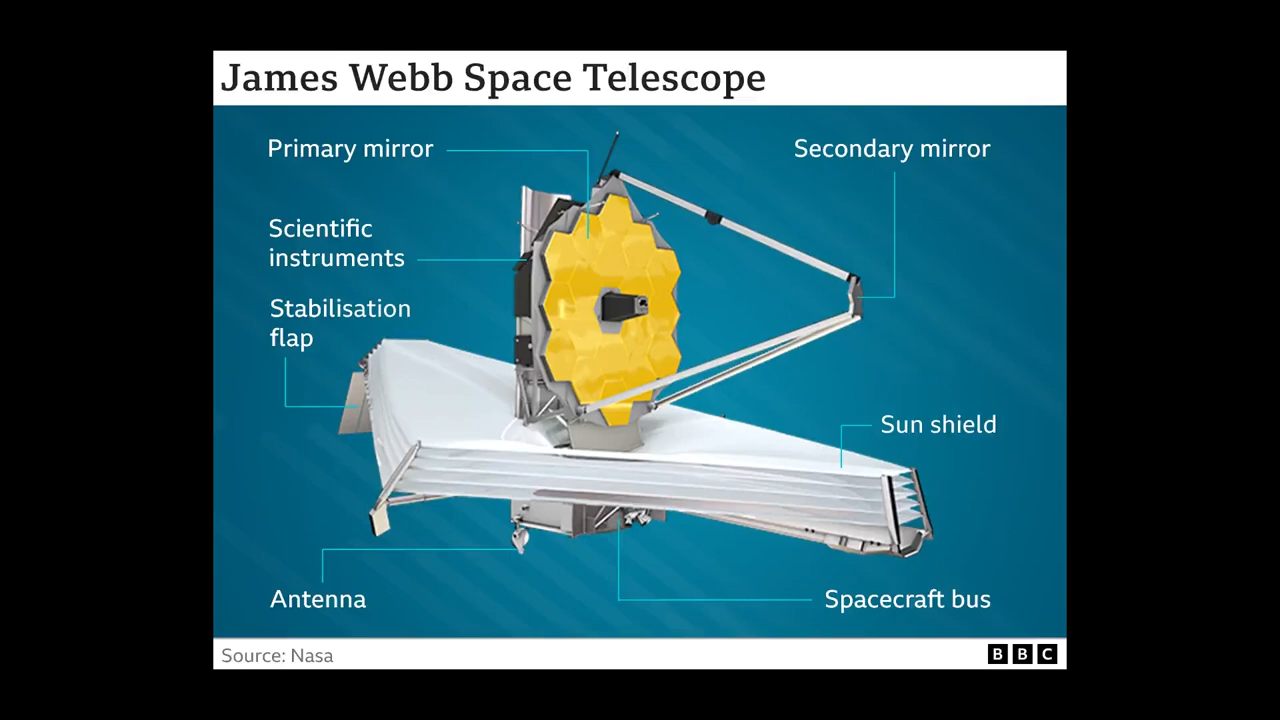 James Webb Space Telescope
Primary mirror
Secondary mirror
Scientific
instruments
Stabilisation
flap
Sun shield
Antenna
Spacecraft bus
Source: Nasa
BBC